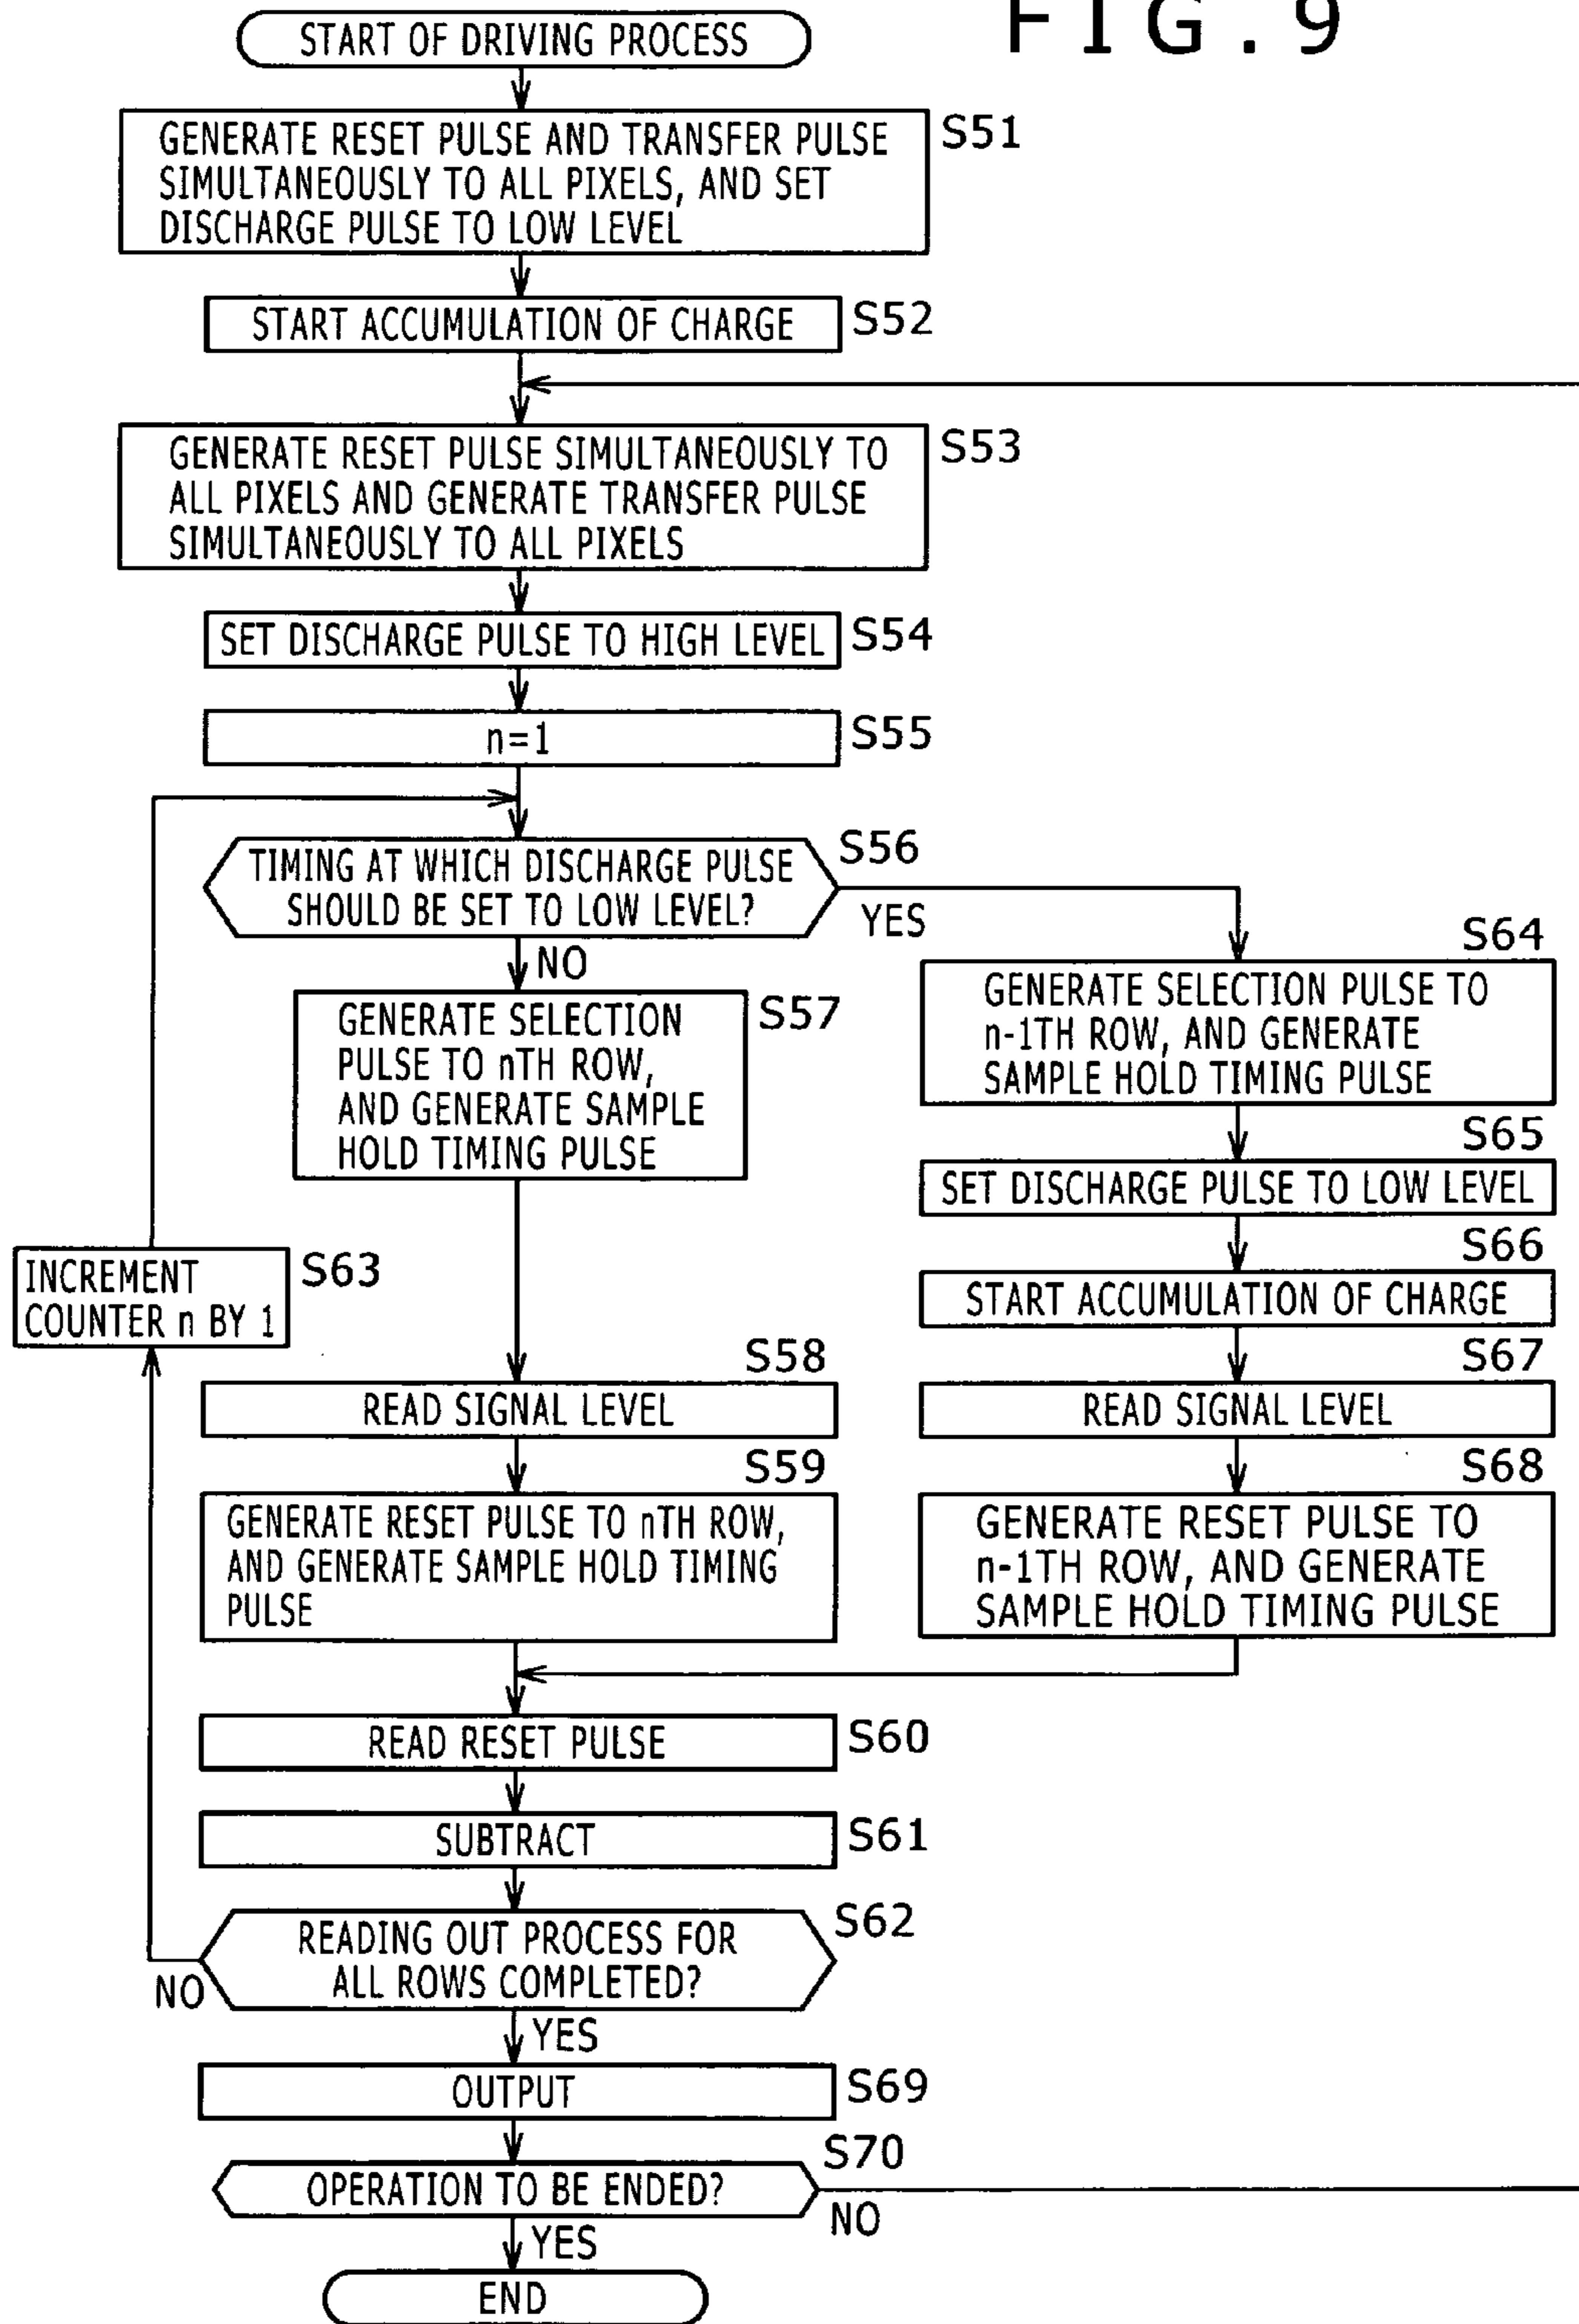 FIG.9
START OF DRIVING PROCESS
GENERATE RESET PULSE AND TRANSFER PULSE
SIMULTANEOUSLY TO ALL PIXELS, AND SET
DISCHARGE PULSE TO LOW LEVEL
S51
START ACCUMULATION OF CHARGE
S52
GENERATE RESET PULSE SIMULTANEOUSLY TO
ALL PIXELS AND GENERATE TRANSFER PULSE
SIMULTANEOUSLY TO ALL PIXELS
S53
SET DISCHARGE PULSE TO HIGH LEVEL
S54
n=1
S55
TIMING AT WHICH DISCHARGE PULSE
SHOULD BE SET TO LOW LEVEL?
S56
YES
NO
GENERATE SELECTION
PULSE TO nTH ROW,
AND GENERATE SAMPLE
HOLD TIMING PULSE
S57
S64
GENERATE SELECTION PULSE TO
n-1TH ROW, AND GENERATE
SAMPLE HOLD TIMING PULSE
S65
SET DISCHARGE PULSE TO LOW LEVEL
S66
START ACCUMULATION OF CHARGE
INCREMENT
COUNTER n BY 1
S63
S58
READ SIGNAL LEVEL
S67
READ SIGNAL LEVEL
S59
GENERATE RESET PULSE TO nTH ROW,
AND GENERATE SAMPLE HOLD TIMING
PULSE
S68
GENERATE RESET PULSE TO
n-1TH ROW, AND GENERATE
SAMPLE HOLD TIMING PULSE
READ RESET PULSE
S60
SUBTRACT
S61
READING OUT PROCESS FOR
ALL ROWS COMPLETED?
S62
NO
YES
OUTPUT
S69
OPERATION TO BE ENDED?
S70
NO
YES
END